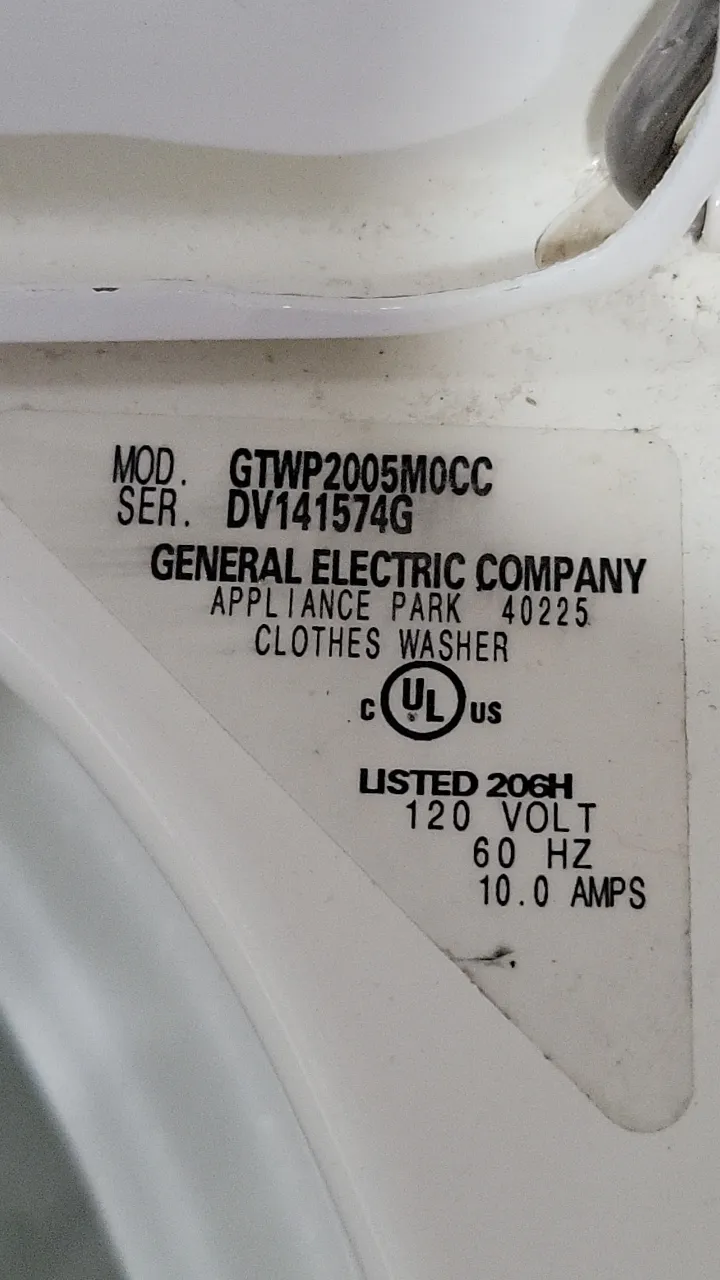 MOD. GTWP2005M0CC
SER. DV141574G
GENERAL ELECTRIC COMPANY
APPLIANCE PARK 40225
CLOTHES WASHER
C UL US
LISTED 206H
120 VOLT
60 HZ
10.0 AMPS